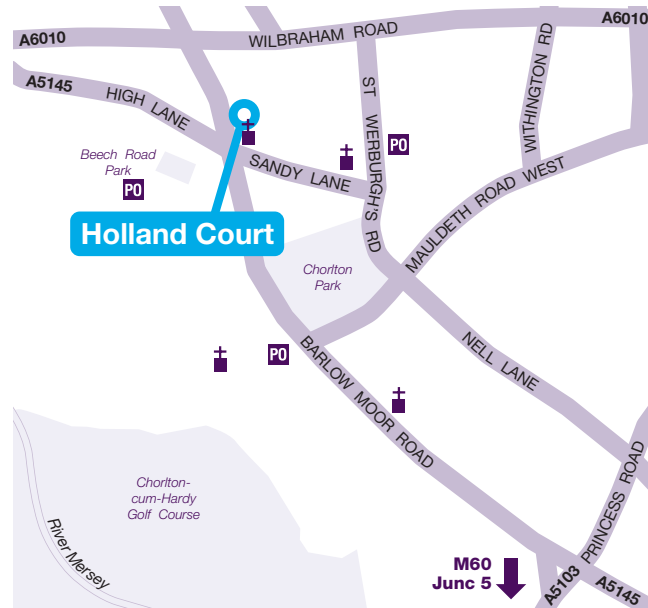 A6010
WILBRAHAM ROAD
A6010
A5145
HIGH LANE
ST WERBURGH'S RD
WITHINGTON RD
PO
Beech Road
Park
SANDY LANE
PO
MAULDETH ROAD WEST
Holland Court
Chorlton
Park
PO
BARLOW MOOR ROAD
NELL LANE
Chorlton-
cum-Hardy
Golf Course
River Mersey
PRINCESS ROAD
M60
Junc 5
A5103
A5145